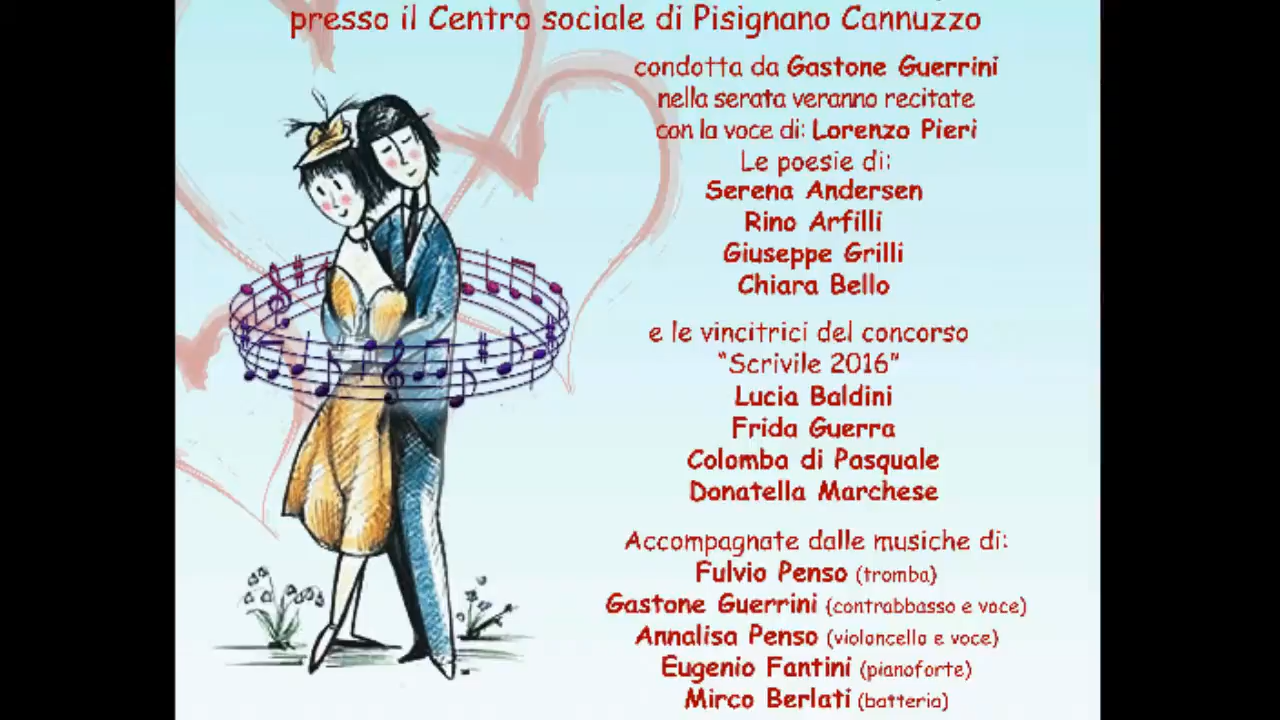 presso il Centro sociale di Pisignano Cannuzzo
condotta da Gastone Guerrini
nella serata veranno recitate
con la voce di: Lorenzo Pieri
Le poesie di:
Serena Andersen
Rino Arfilli
Giuseppe Grilli
Chiara Bello
e le vincitrici del concorso
"Scrivile 2016"
Lucia Baldini
Frida Guerra
Colomba di Pasquale
Donatella Marchese
Accompagnate dalle musiche di:
Fulvio Penso (tromba)
Gastone Guerrini (contrabbasso e voce)
Annalisa Penso (violoncello e voce)
Eugenio Fantini (pianoforte)
Mirco Berlati (batteria)